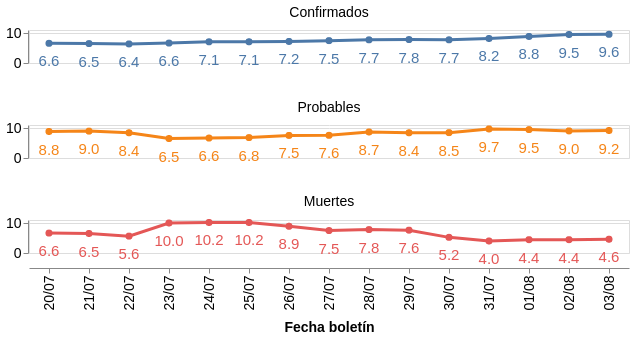 Confirmados
10
0
6.6 6.5 6.4 6.6 7.1 7.1 7.2 7.5 7.7 7.8 7.7 8.2 8.8 9.5 9.6
Probables
10
0
8.8 9.0 8.4 6.5 6.6 6.8 7.5 7.6 8.7 8.4 8.5 9.7 9.5 9.0 9.2
Muertes
10
0
6.6 6.5 5.6 10.0 10.2 10.2 8.9 7.5 7.8 7.6 5.2 4.0 4.4 4.4 4.6
20/07 21/07 22/07 23/07 24/07 25/07 26/07 27/07 28/07 29/07 30/07 31/07 01/08 02/08 03/08
Fecha boletín